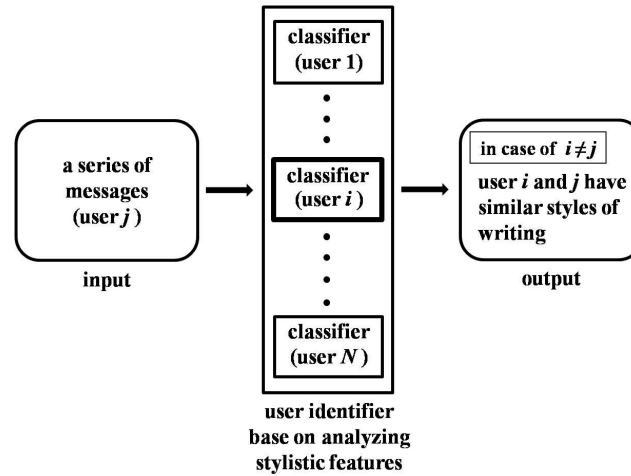 classifier
(user 1)
a series of
messages
(user j)
input
classifier
(user i)
in case of i≠j
user i and j have
similar styles of
writing
output
classifier
(user N)
user identifier
base on analyzing
stylistic features